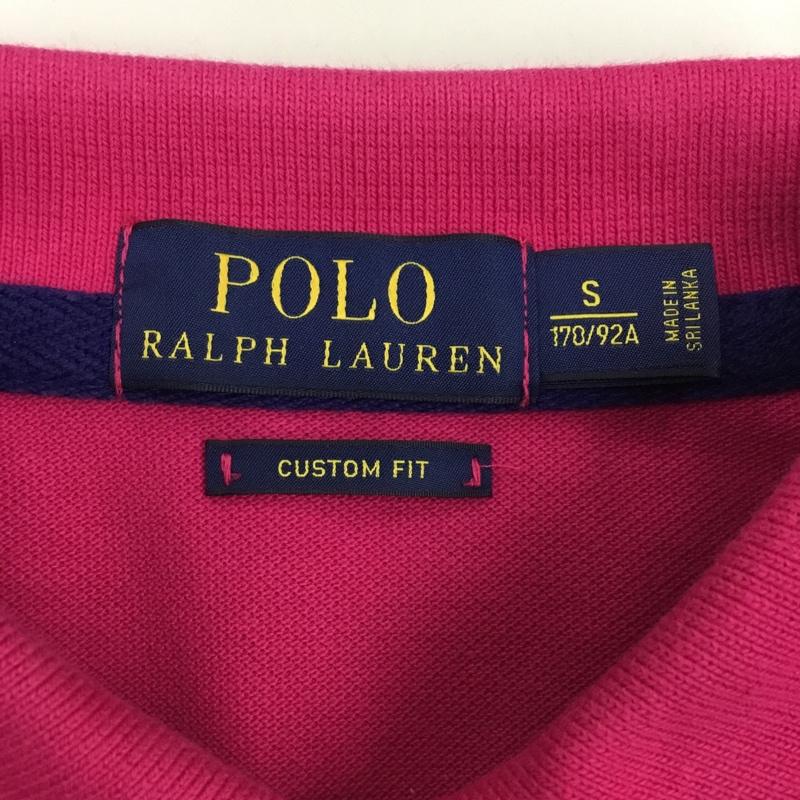 POLO
RALPH LAUREN
S
170/92A
MADE IN
SRI LANKA
CUSTOM FIT